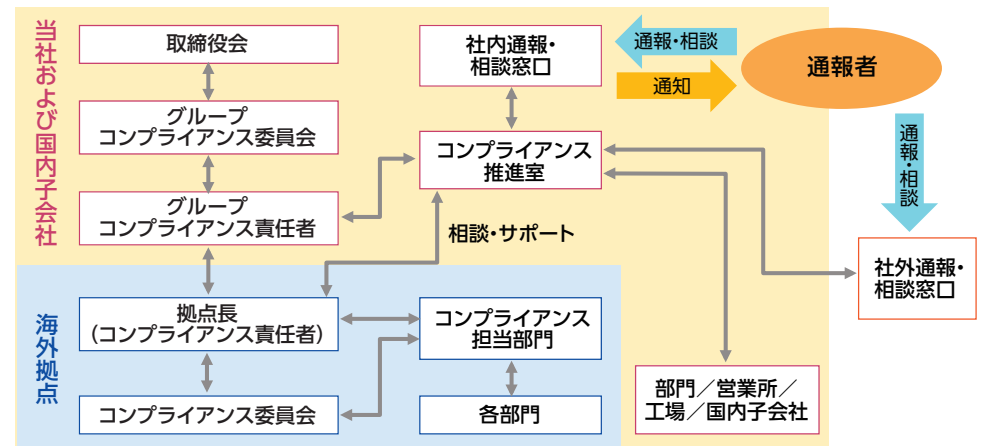 当社および国内子会社
取締役会
グループ
コンプライアンス委員会
グループ
コンプライアンス責任者
社内通報・
相談窓口
通報・相談
通知
通報者
通報・相談
コンプライアンス
推進室
相談・サポート
社外通報・
相談窓口
海外拠点
拠点長
（コンプライアンス責任者）
コンプライアンス
担当部門
コンプライアンス委員会
各部門
部門／営業所／
工場／国内子会社